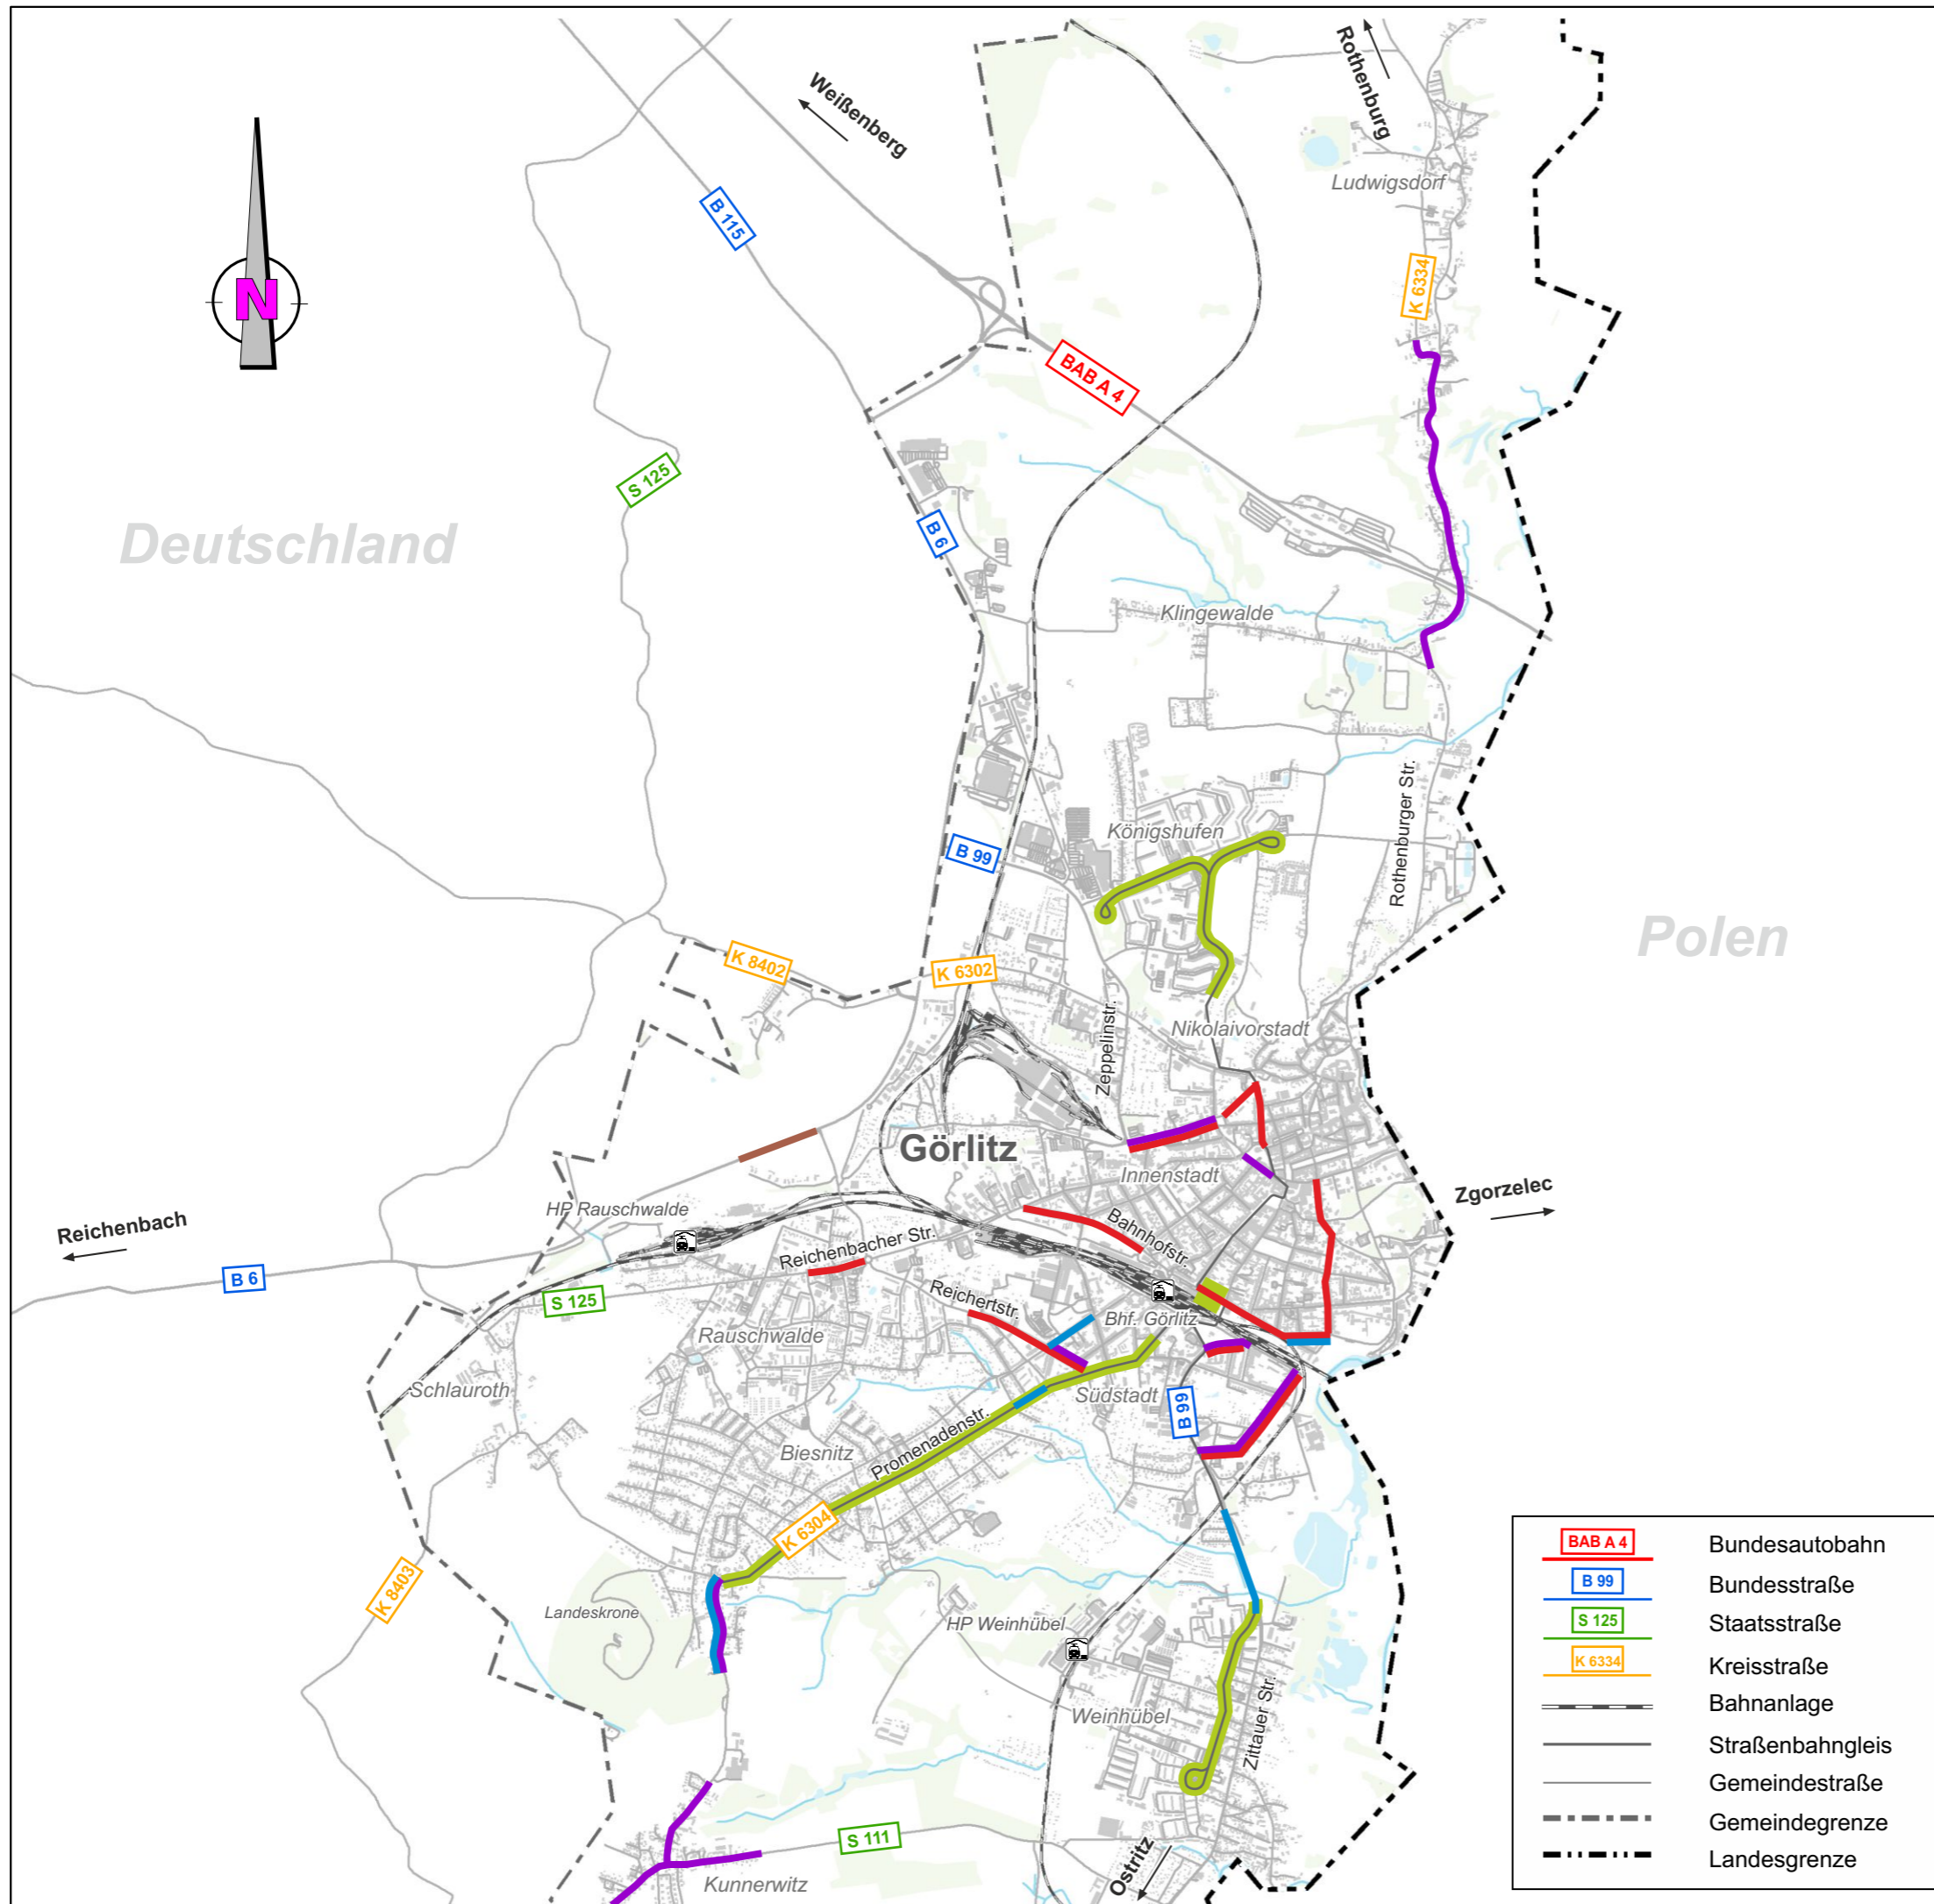 Weißenberg
Rothenburg
Ludwigsdorf
B 115
N
K 6334
BAB A 4
S 125
Deutschland
B 6
Klingewalde
Rothenburger Str.
Königshufen
B 99
Polen
K 8402
K 6302
Zeppelinstr.
Nikolaivorstadt
Görlitz
Innenstadt
Zgorzelec
HP Rauschwalde
Reichenbach
Bahnhofstr.
Reichenbacher Str.
B 6
S 125
Reichertstr.
Bhf. Görlitz
Rauschwalde
Schlauroth
Südstadt
B 99
Promenadenstr.
Biesnitz
K 6304
K 8403
Landeskrone
HP Weinhübel
Weinhübel
Zittauer Str.
S 111
Ostritz
Kunnerwitz
BAB A 4 Bundesautobahn
B 99 Bundesstraße
S 125 Staatsstraße
K 6334 Kreisstraße
Bahnanlage
Straßenbahngleis
Gemeindestraße
Gemeindegrenze
Landesgrenze